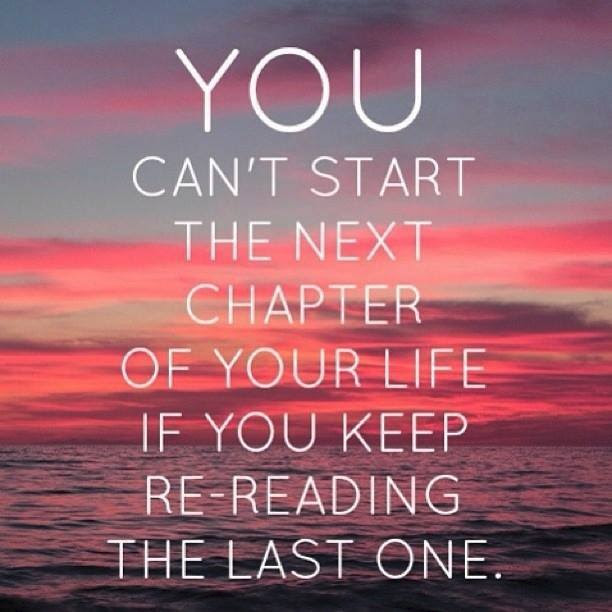 YOU
CAN'T START
THE NEXT
CHAPTER
OF YOUR LIFE
IF YOU KEEP
RE-READING
THE LAST ONE.